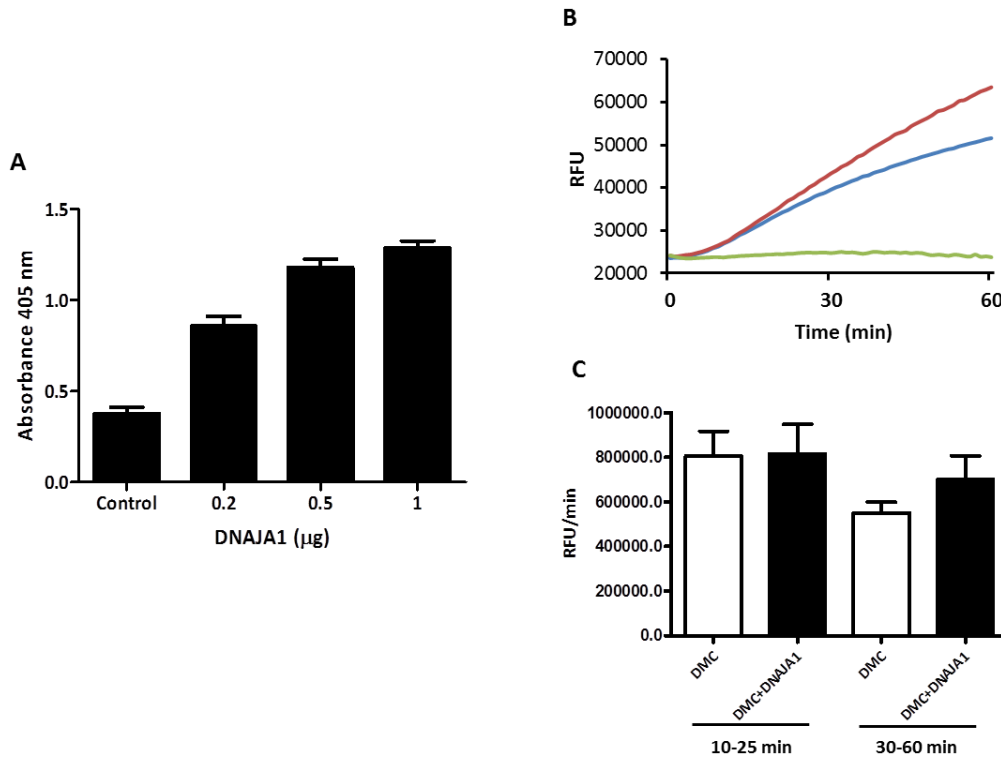 A
Absorbance 405 nm
1.5
1.0
0.5
0.0
Control 0.2 0.5 1
DNAJA1 (μg)
B
RFU
70000
60000
50000
40000
30000
20000
0 30 60
Time (min)
C
RFU/min
1000000.0
800000.0
600000.0
400000.0
200000.0
0.0
DMC DMC+DNAJA1 DMC DMC+DNAJA1
10-25 min 30-60 min